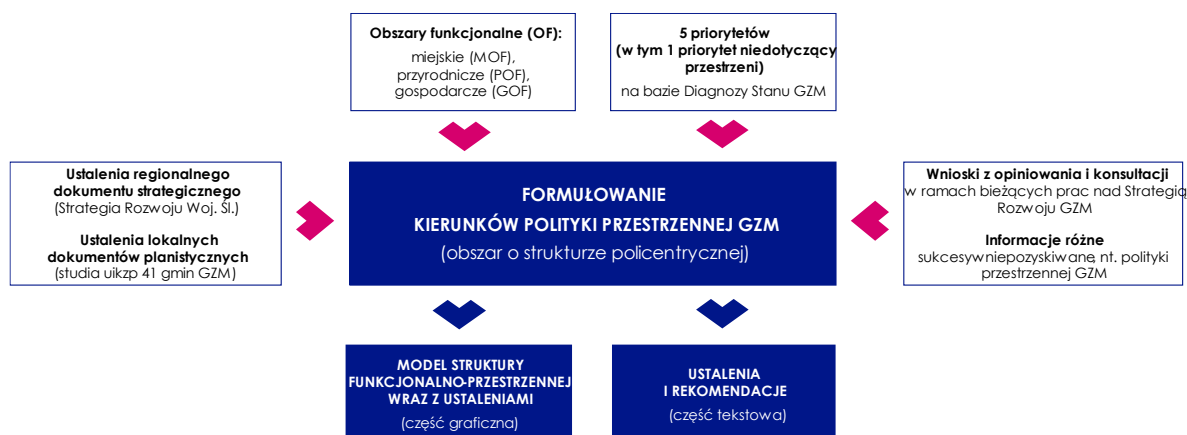 Obszary funkcjonalne (OF):
miejskie (MOF),
przyrodnicze (POF),
gospodarcze (GOF)
5 priorytetów
(w tym 1 priorytet niedotyczący
przestrzeni)
na bazie Diagnozy Stanu GZM
Ustalenia regionalnego
dokumentu strategicznego
(Strategia Rozwoju Woj. Śl.)
Ustalenia lokalnych
dokumentów planistycznych
(studia uikzp 41 gmin GZM)
FORMUŁOWANIE
KIERUNKÓW POLITYKI PRZESTRZENNEJ GZM
(obszar o strukturze policentrycznej)
Wnioski z opiniowania i konsultacji
w ramach bieżących prac nad Strategią
Rozwoju GZM
Informacje różne
sukcesywniepozyskiwane, nt. polityki
przestrzennej GZM
MODEL STRUKTURY
FUNKCJONALNO-PRZESTRZENNEJ
WRAZ Z USTALENIAMI
(część graficzna)
USTALENIA
I REKOMENDACJE
(część tekstowa)